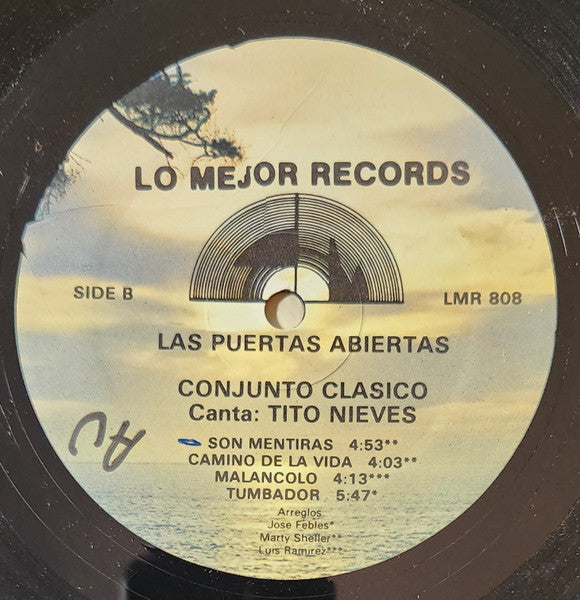 LO MEJOR RECORDS
SIDE B
LMR 808
LAS PUERTAS ABIERTAS
CONJUNTO CLASICO
Canta: TITO NIEVES
SON MENTIRAS 4:53**
CAMINO DE LA VIDA 4:03**
MALANCOLO 4:13***
TUMBADOR 5:47*
Arreglos
Jose Febles*
Marty Sheller**
Luis Ramirez***